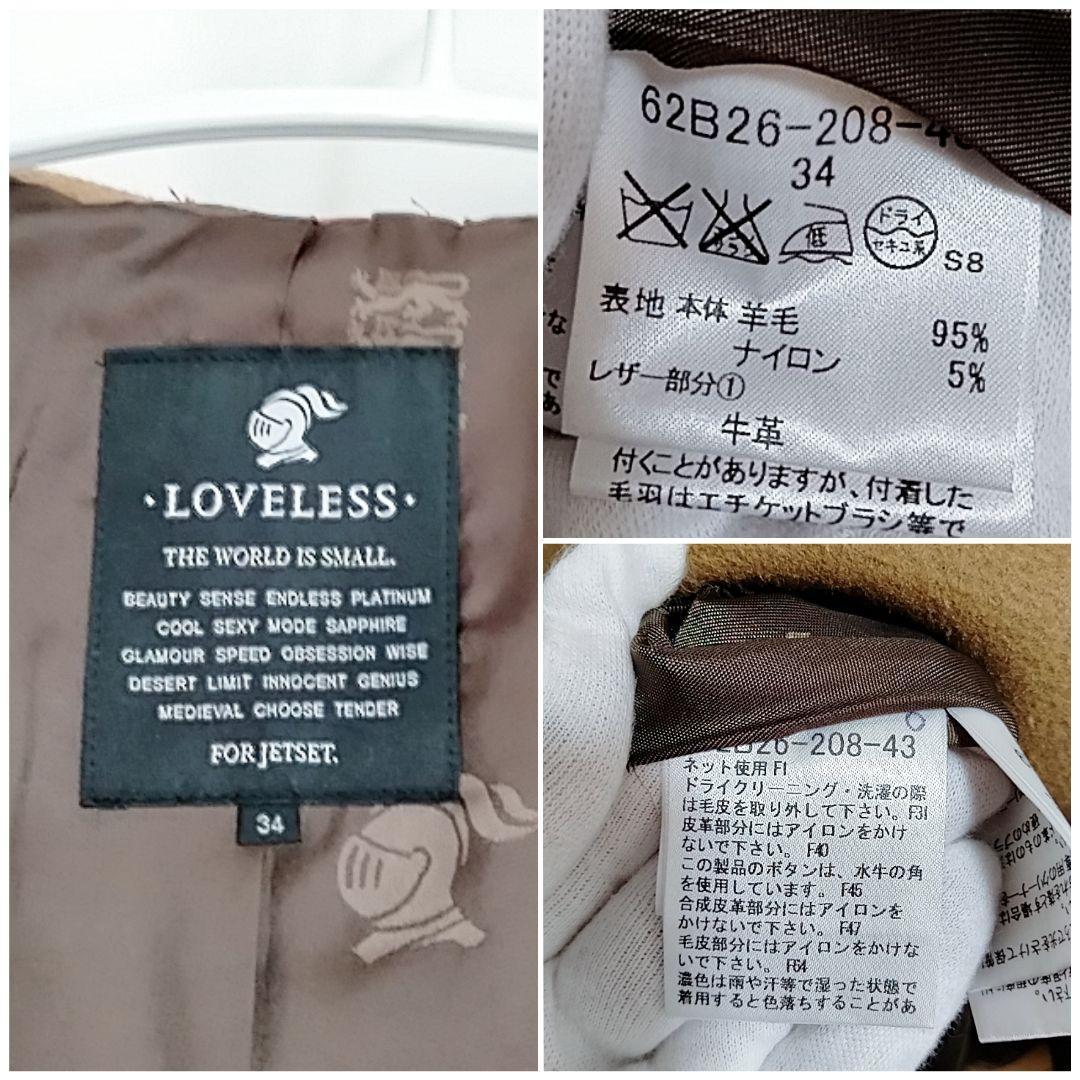 ·LOVELESS·
THE WORLD IS SMALL.
BEAUTY SENSE ENDLESS PLATINUM
COOL SEXY MODE SAPPHIRE
GLAMOUR SPEED OBSESSION WISE
DESERT LIMIT INNOCENT GENIUS
MEDIEVAL CHOOSE TENDER
FOR JETSET.
34
62B26-208-4
34
低
ドライ
セキユ系
S8
表地 本体 羊毛 95%
ナイロン 5%
レザー部分①
牛革
付くことがありますが、付着した
毛羽はエチケットブラシ等で
2B26-208-43
ネット使用 F1
ドライクリーニング・洗濯の際
は毛皮を取り外して下さい。F31
皮革部分にはアイロンをかけ
ないで下さい。 F40
この製品のボタンは、水牛の角
を使用しています。 F45
合成皮革部分にはアイロンを
かけないで下さい。 F47
毛皮部分にはアイロンをかけな
いで下さい。 F64
濃色は雨や汗等で湿った状態で
着用すると色落ちすることがあ